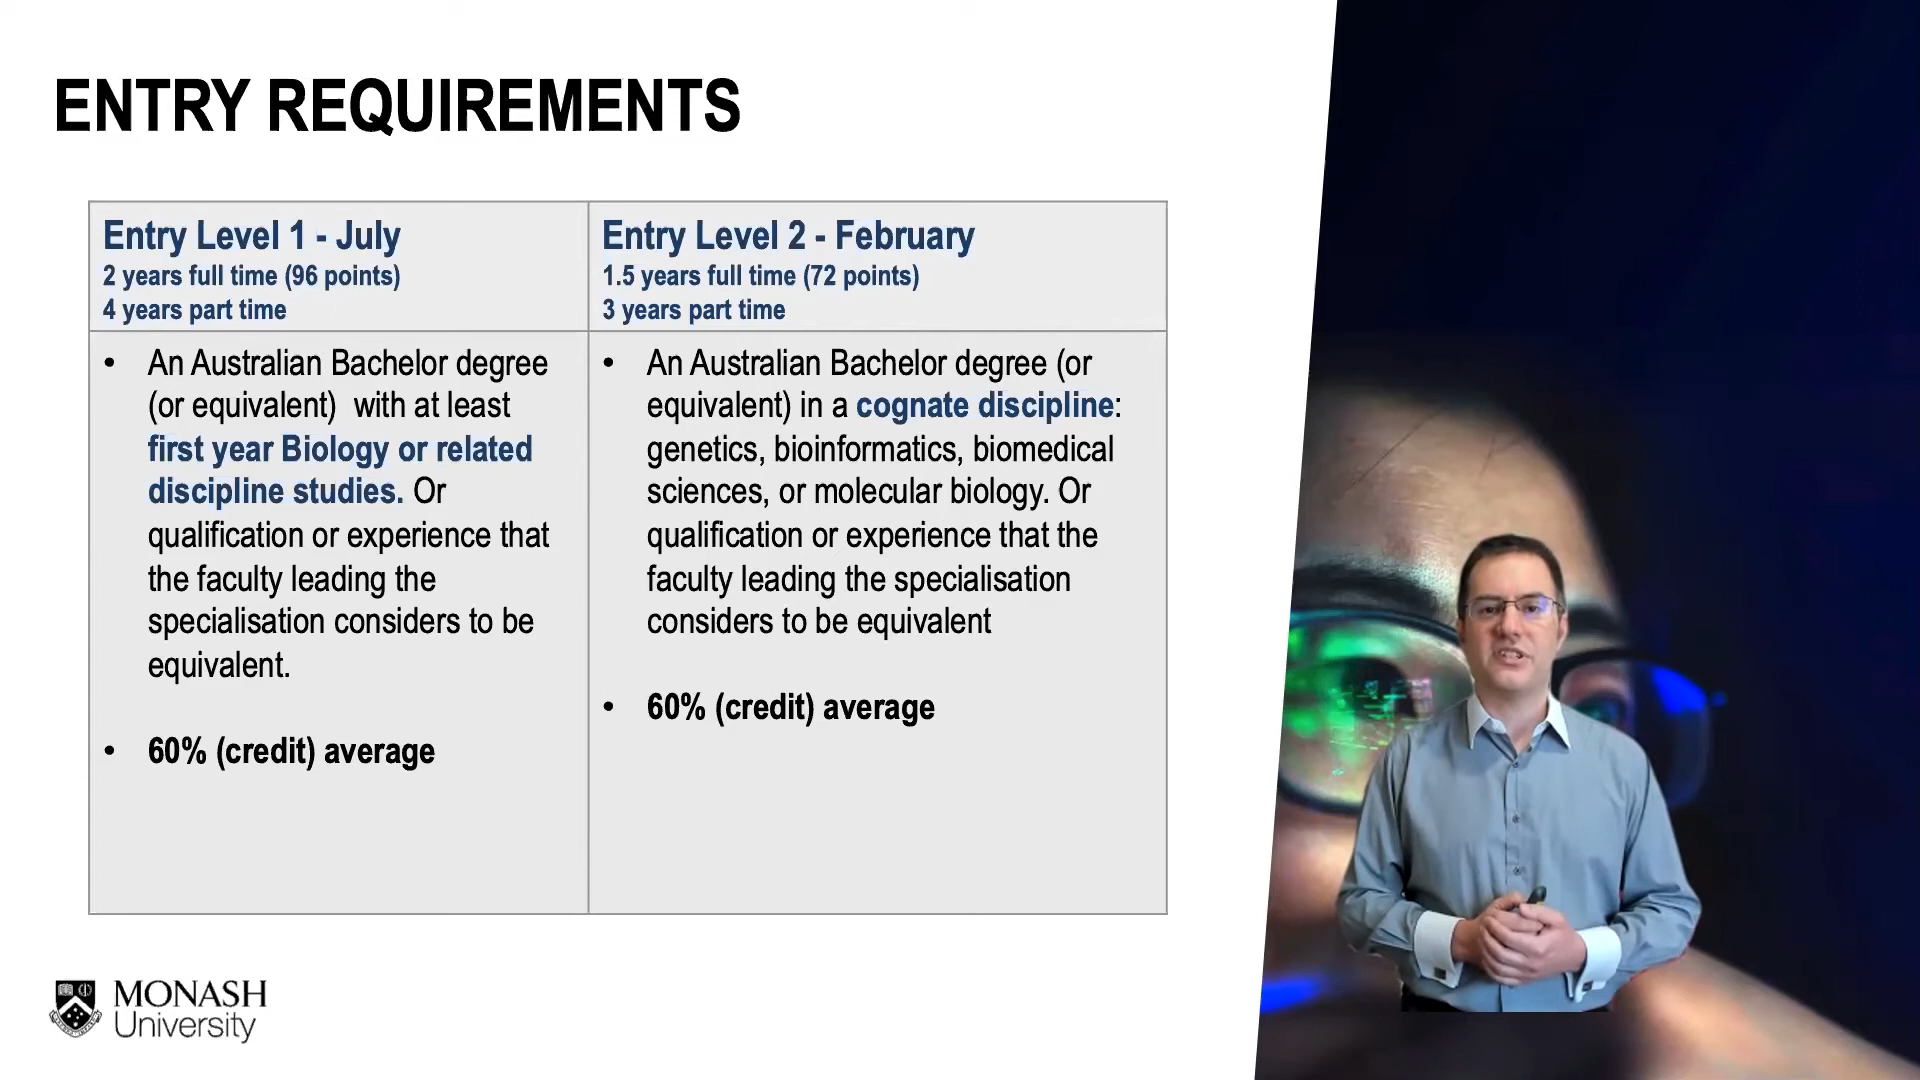 ENTRY REQUIREMENTS
Entry Level 1 - July
2 years full time (96 points)
4 years part time
• An Australian Bachelor degree
(or equivalent)  with at least
first year Biology or related
discipline studies. Or
qualification or experience that
the faculty leading the
specialisation considers to be
equivalent.
• 60% (credit) average
Entry Level 2 - February
1.5 years full time (72 points)
3 years part time
• An Australian Bachelor degree (or
equivalent) in a cognate discipline:
genetics, bioinformatics, biomedical
sciences, or molecular biology. Or
qualification or experience that the
faculty leading the specialisation
considers to be equivalent
• 60% (credit) average
MONASH
University